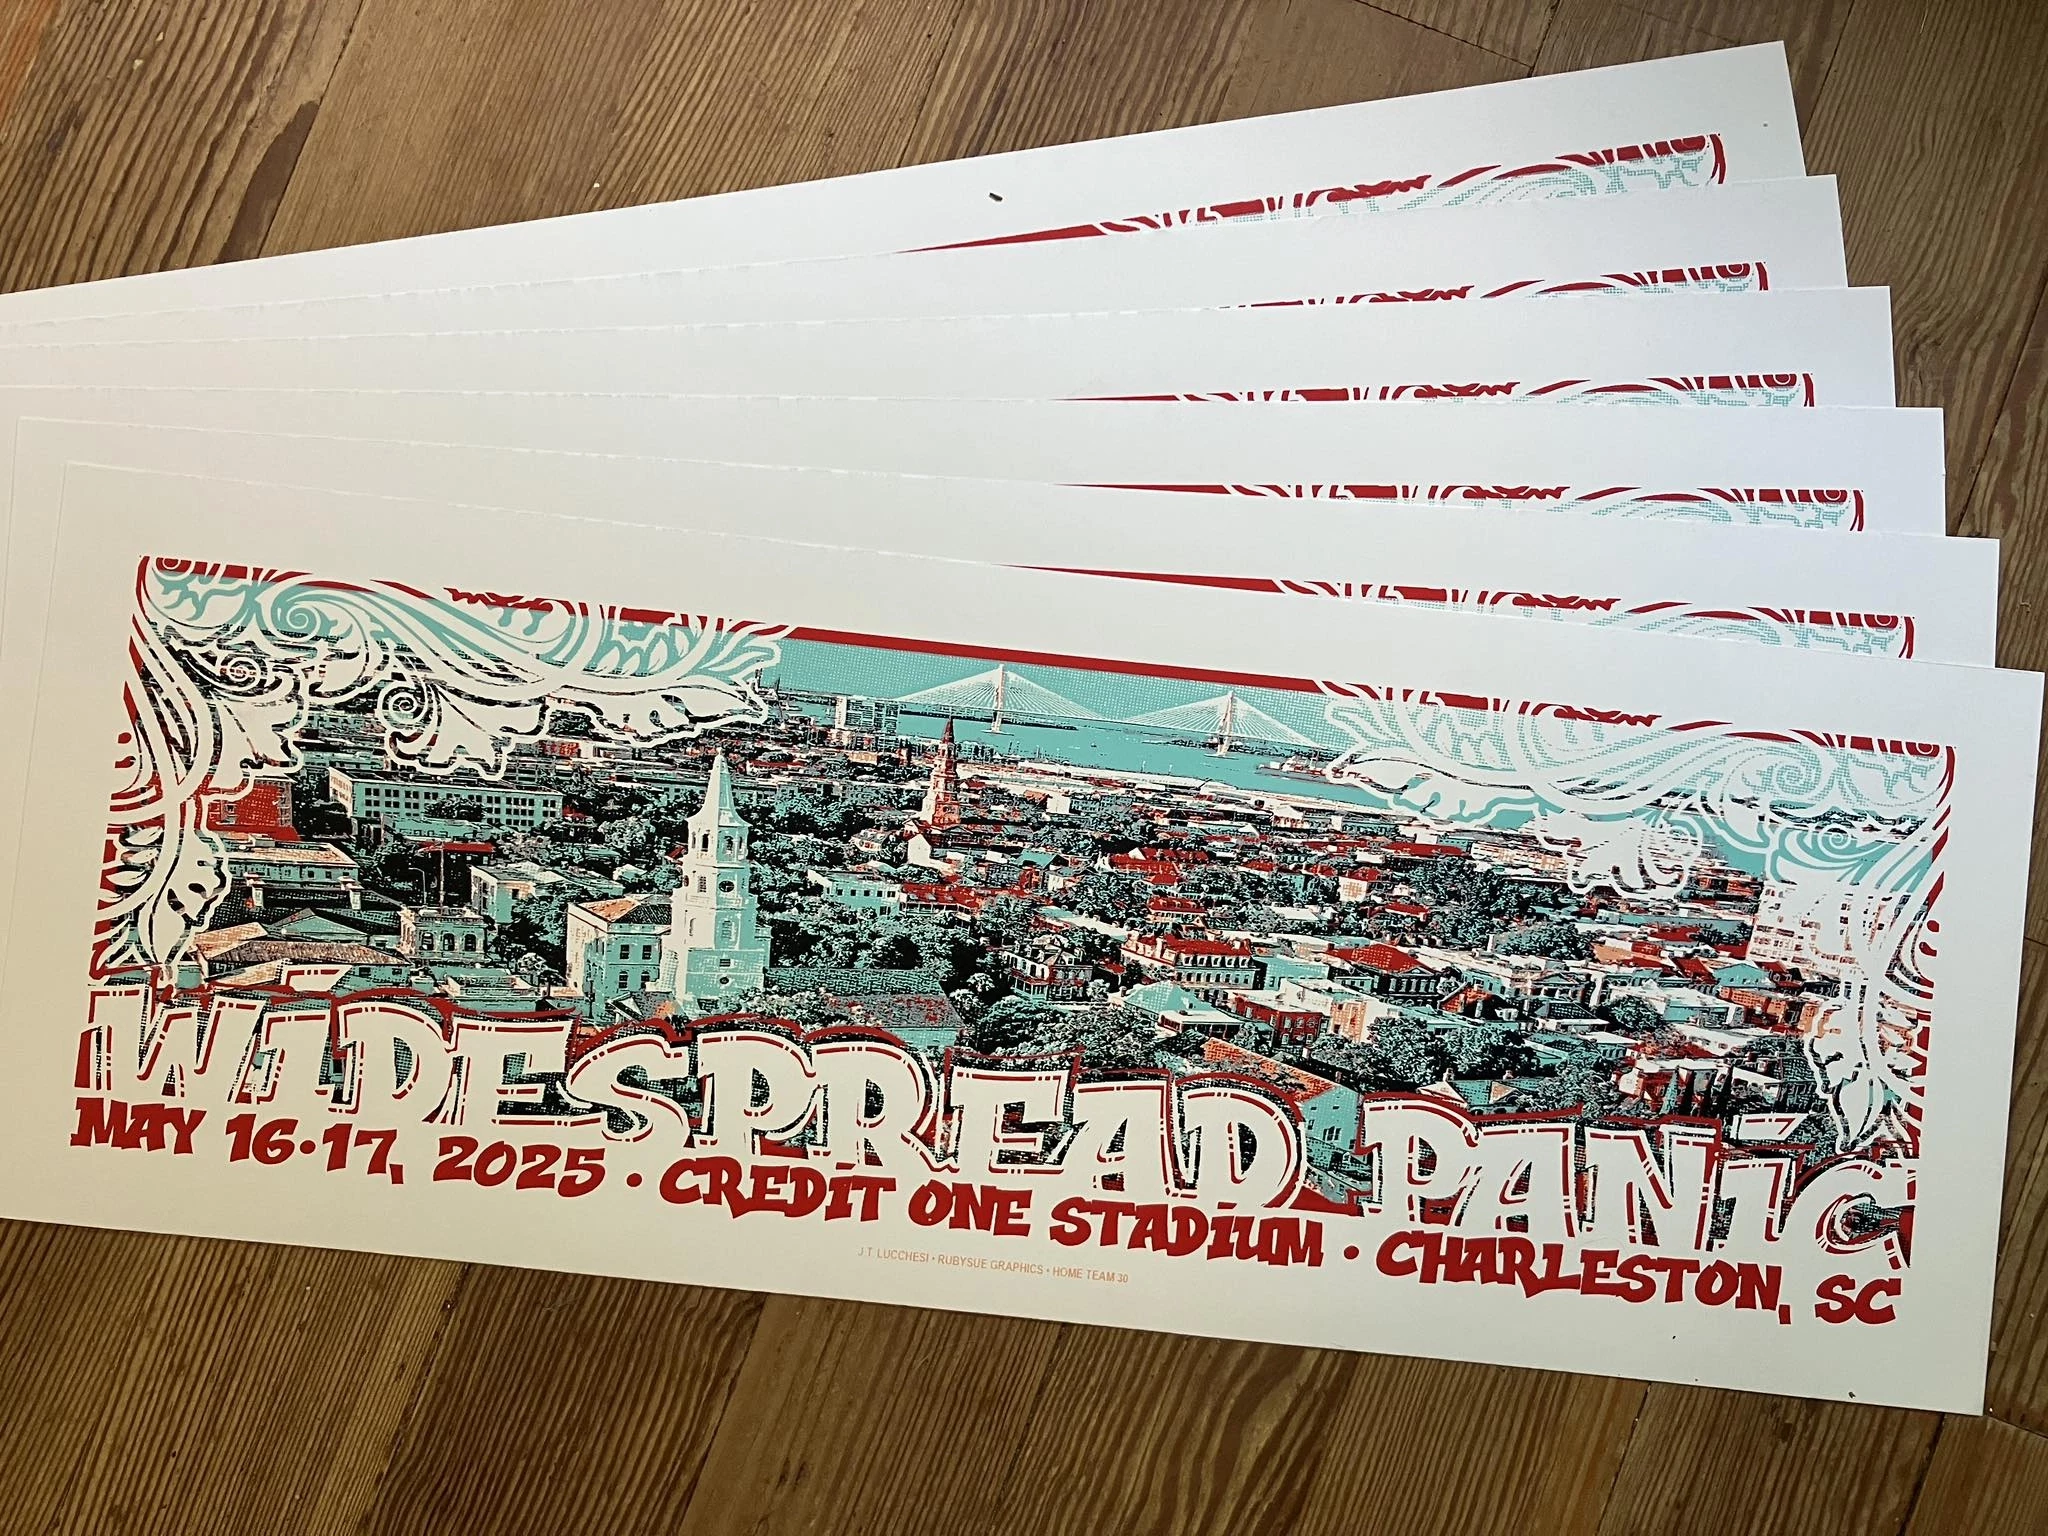 WIDESPREAD PANIC
MAY 16•17, 2025 • CREDIT ONE STADIUM • CHARLESTON, SC
J.T. LUCCHESI • RUBYSUE GRAPHICS • HOME TEAM 30